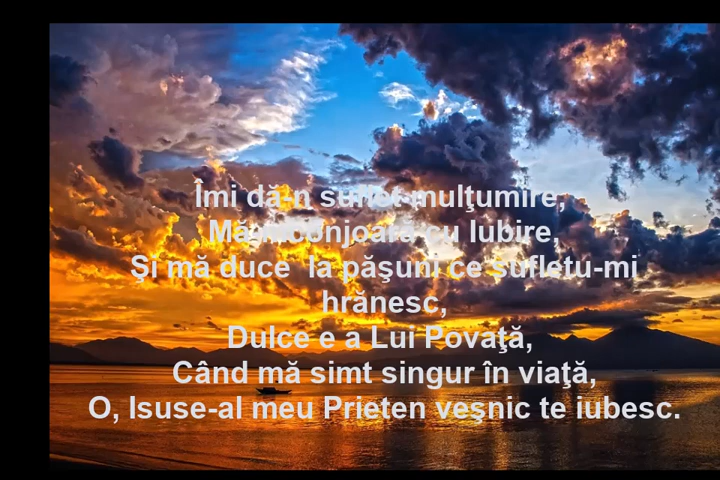 Îmi dă-n suflet mulţumire,
Mă-nconjoară cu Iubire,
Şi mă duce  la păşuni ce sufletu-mi
hrănesc,
Dulce e a Lui Povaţă,
Când mă simt singur în viaţă,
O, Isuse-al meu Prieten veşnic te iubesc.